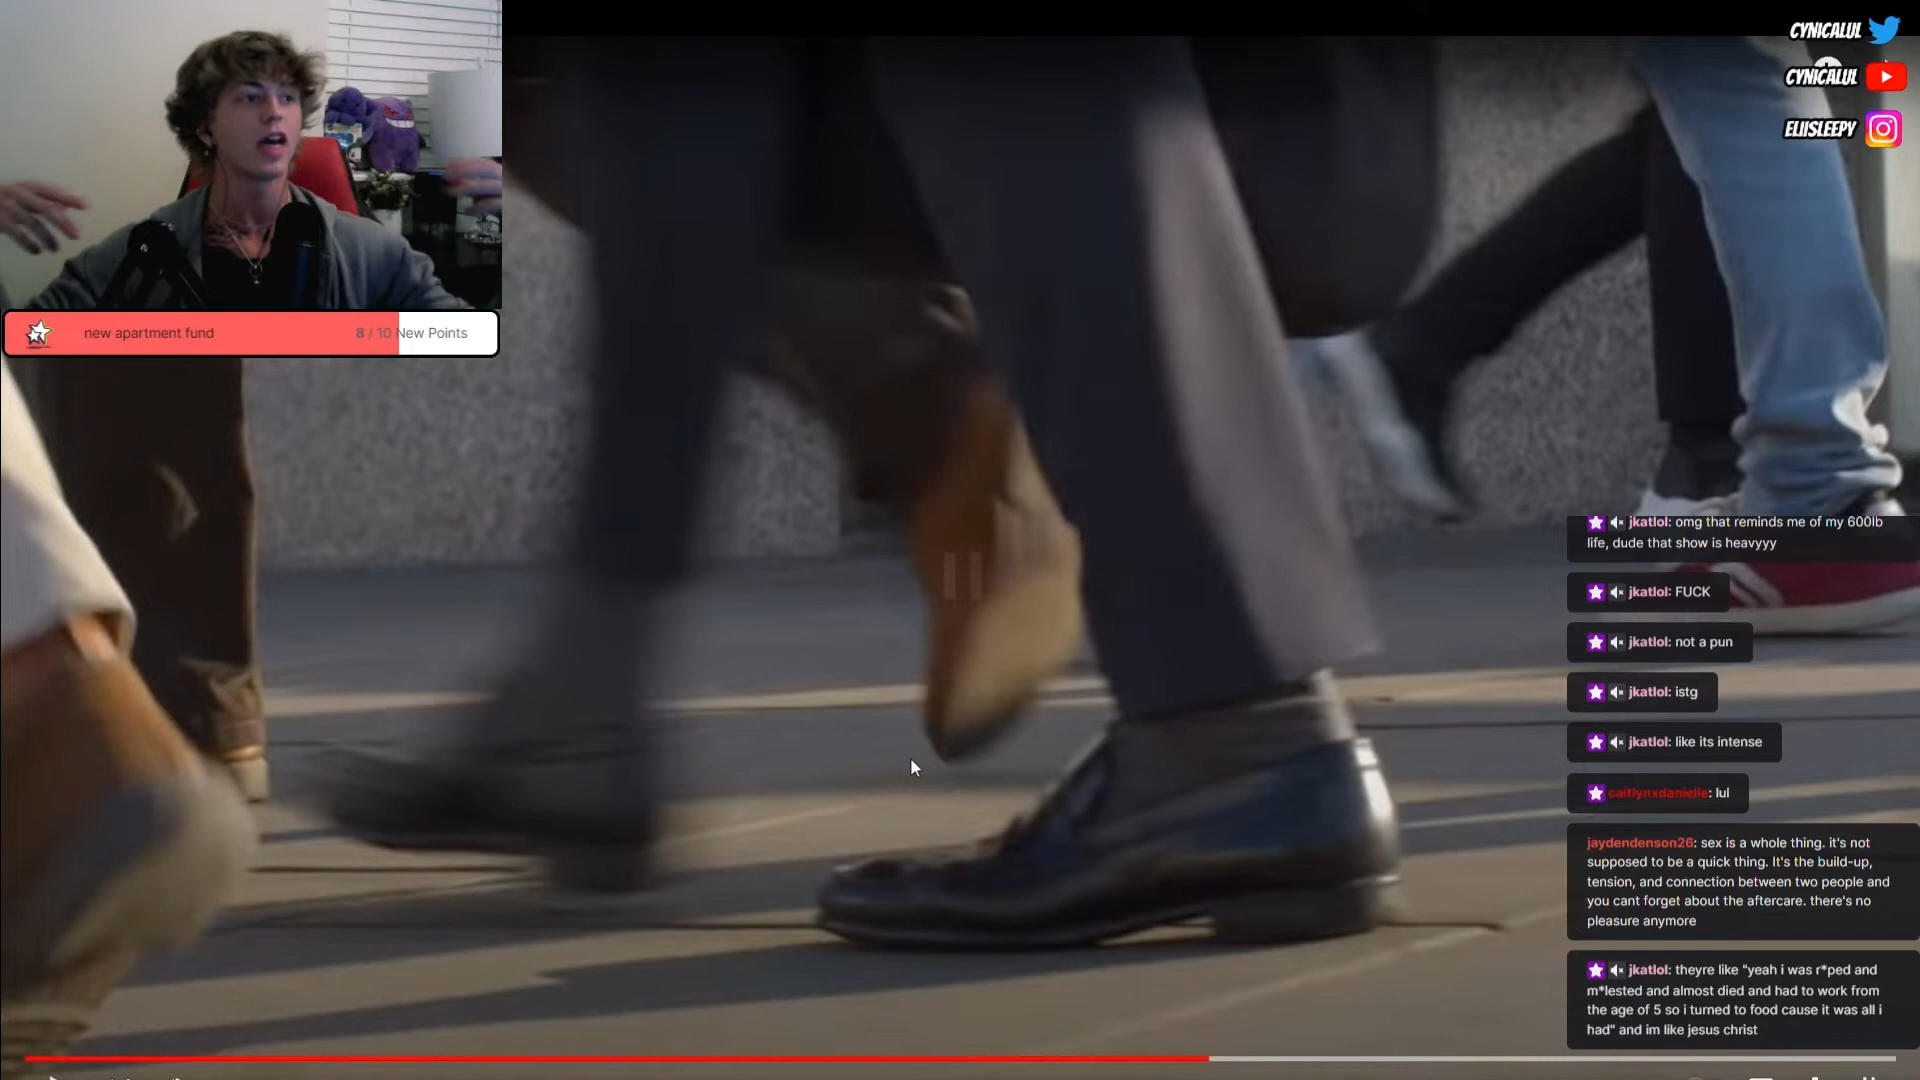 CYNICALUL
CYNICALUL
ELIISLEEPY
new apartment fund
8 / 10 New Points
jkatlol: omg that reminds me of my 600lb
life, dude that show is heavyyy
jkatlol: FUCK
jkatlol: not a pun
jkatlol: istg
jkatlol: like its intense
caitlynxdanielle: lul
jaydendenson26: sex is a whole thing. it's not
supposed to be a quick thing. It's the build-up,
tension, and connection between two people and
you cant forget about the aftercare. there's no
pleasure anymore
jkatlol: theyre like "yeah i was r*ped and
m*lested and almost died and had to work from
the age of 5 so i turned to food cause it was all i
had" and im like jesus christ